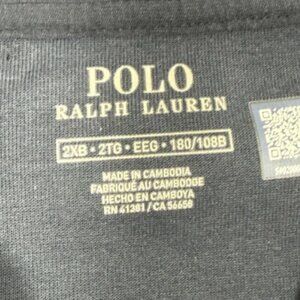 POLO
RALPH LAUREN
2XB • 2TG • EEG • 180/108B
MADE IN CAMBODIA
FABRIQUÉ AU CAMBODGE
HECHO EN CAMBOYA
RN 41381 / CA 56658